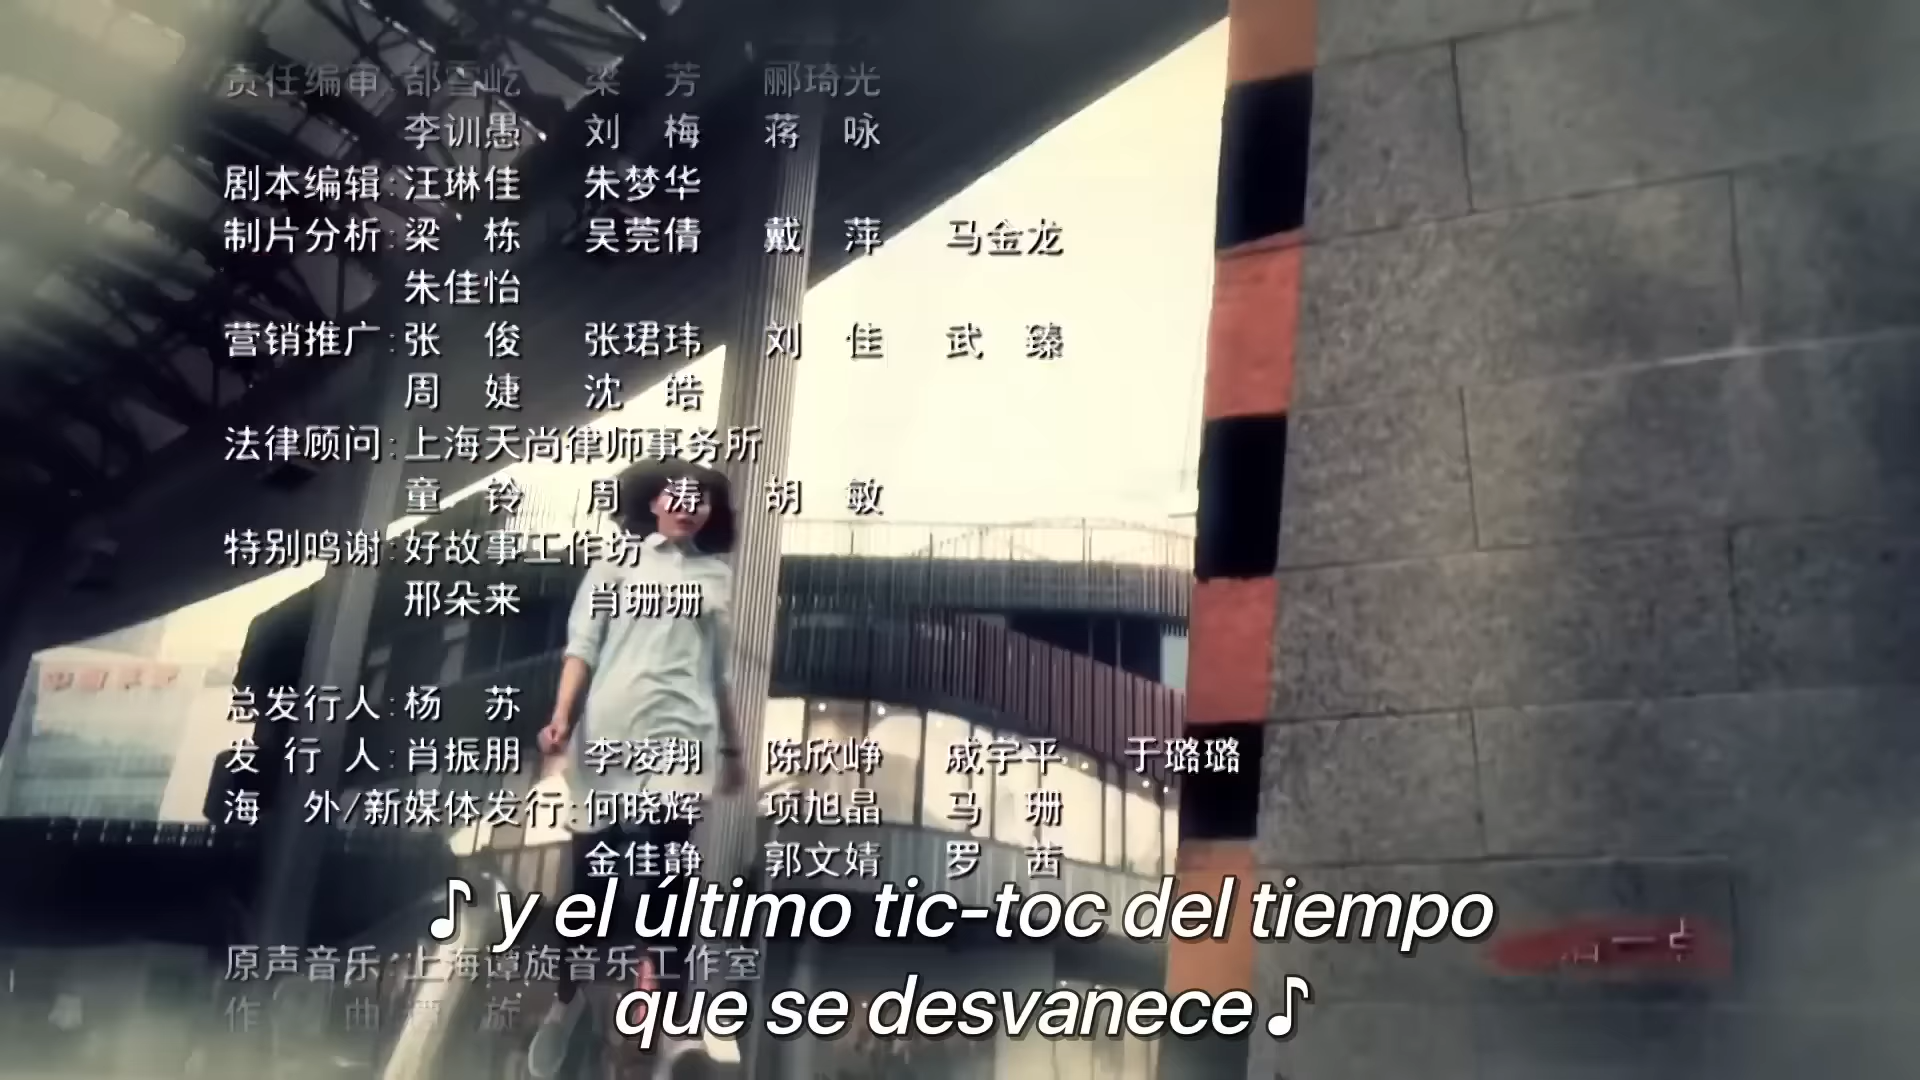 责任编审:郜雪屹 梁 芳 郦琦光
李训愚 刘 梅 蒋 咏
剧本编辑:汪琳佳 朱梦华
制片分析:梁 栋 吴莞倩 戴 萍 马金龙
朱佳怡
营销推广:张 俊 张珺玮 刘 佳 武 臻
周 婕 沈 皓
法律顾问:上海天尚律师事务所
童 铃 周 涛 胡 敏
特别鸣谢:好故事工作坊
邢朵来 肖珊珊
总发行人:杨 苏
发 行 人:肖振朋 李凌翔 陈欣峥 戚宇平 于璐璐
海 外/新媒体发行:何晓辉 项旭晶 马 珊
金佳静 郭文婧 罗 茜
♪ y el último tic-toc del tiempo
原声音乐:上海谭旋音乐工作室
que se desvanece ♪
作 曲:谭 旋